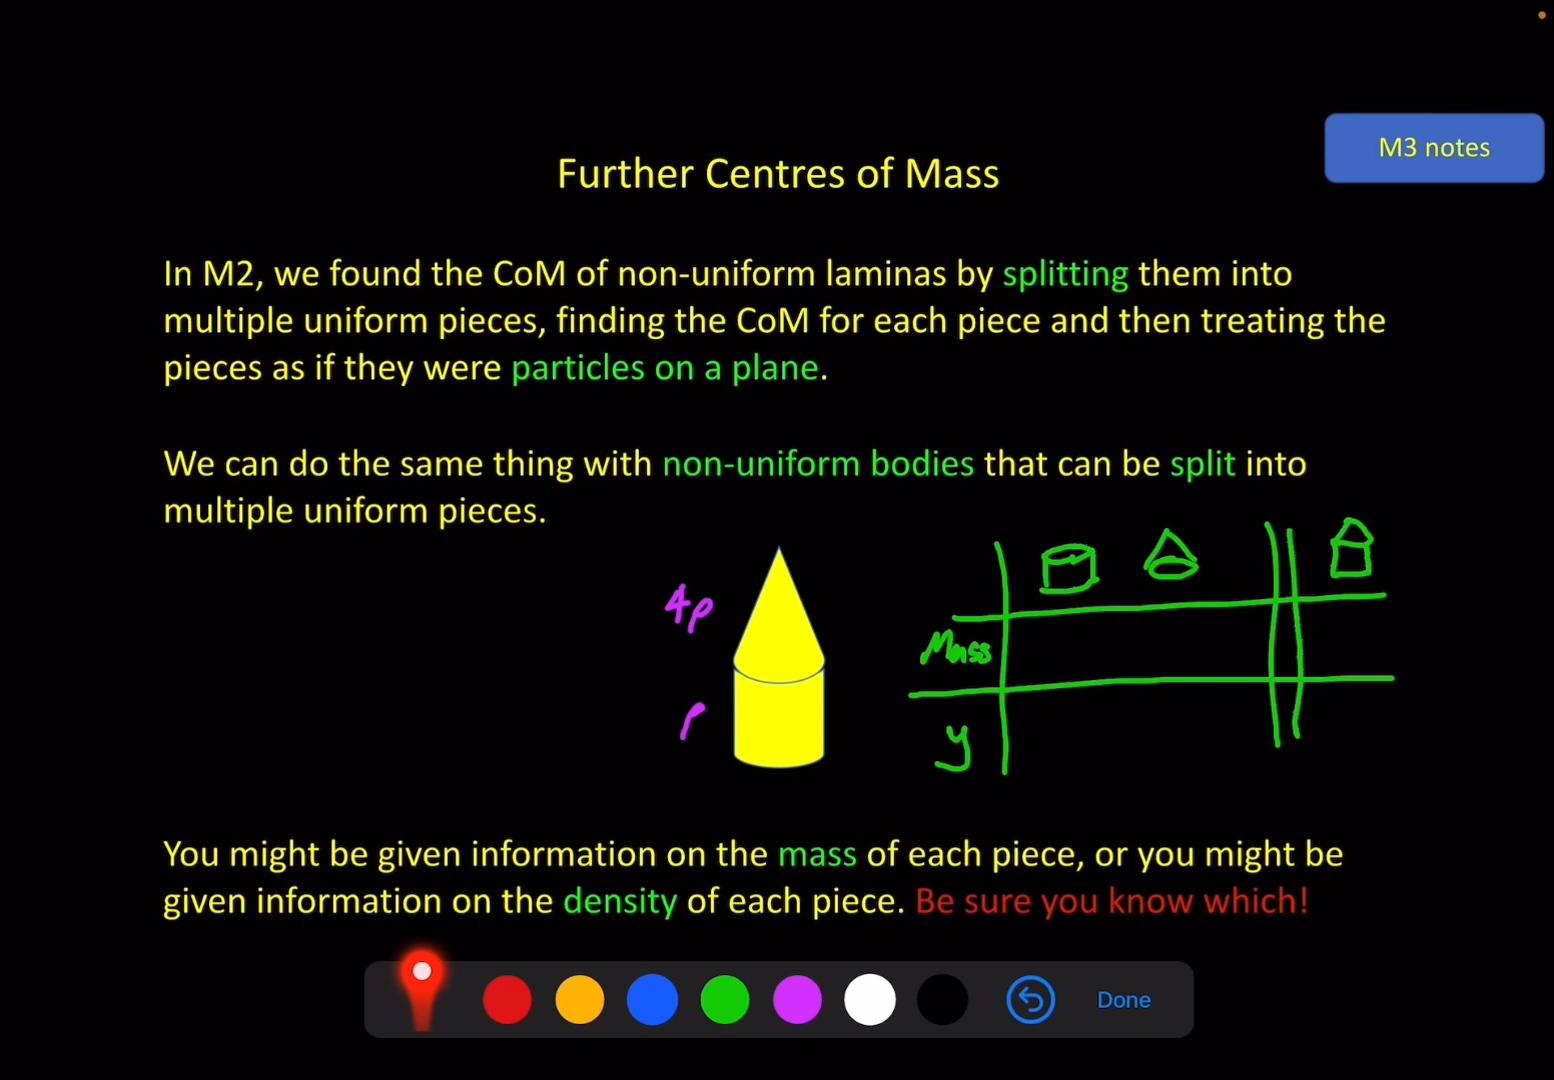 M3 notes
Further Centres of Mass
In M2, we found the CoM of non-uniform laminas by splitting them into
multiple uniform pieces, finding the CoM for each piece and then treating the
pieces as if they were particles on a plane.
We can do the same thing with non-uniform bodies that can be split into
multiple uniform pieces.
4ρ
Mass
ρ
y
You might be given information on the mass of each piece, or you might be
given information on the density of each piece. Be sure you know which!
Done